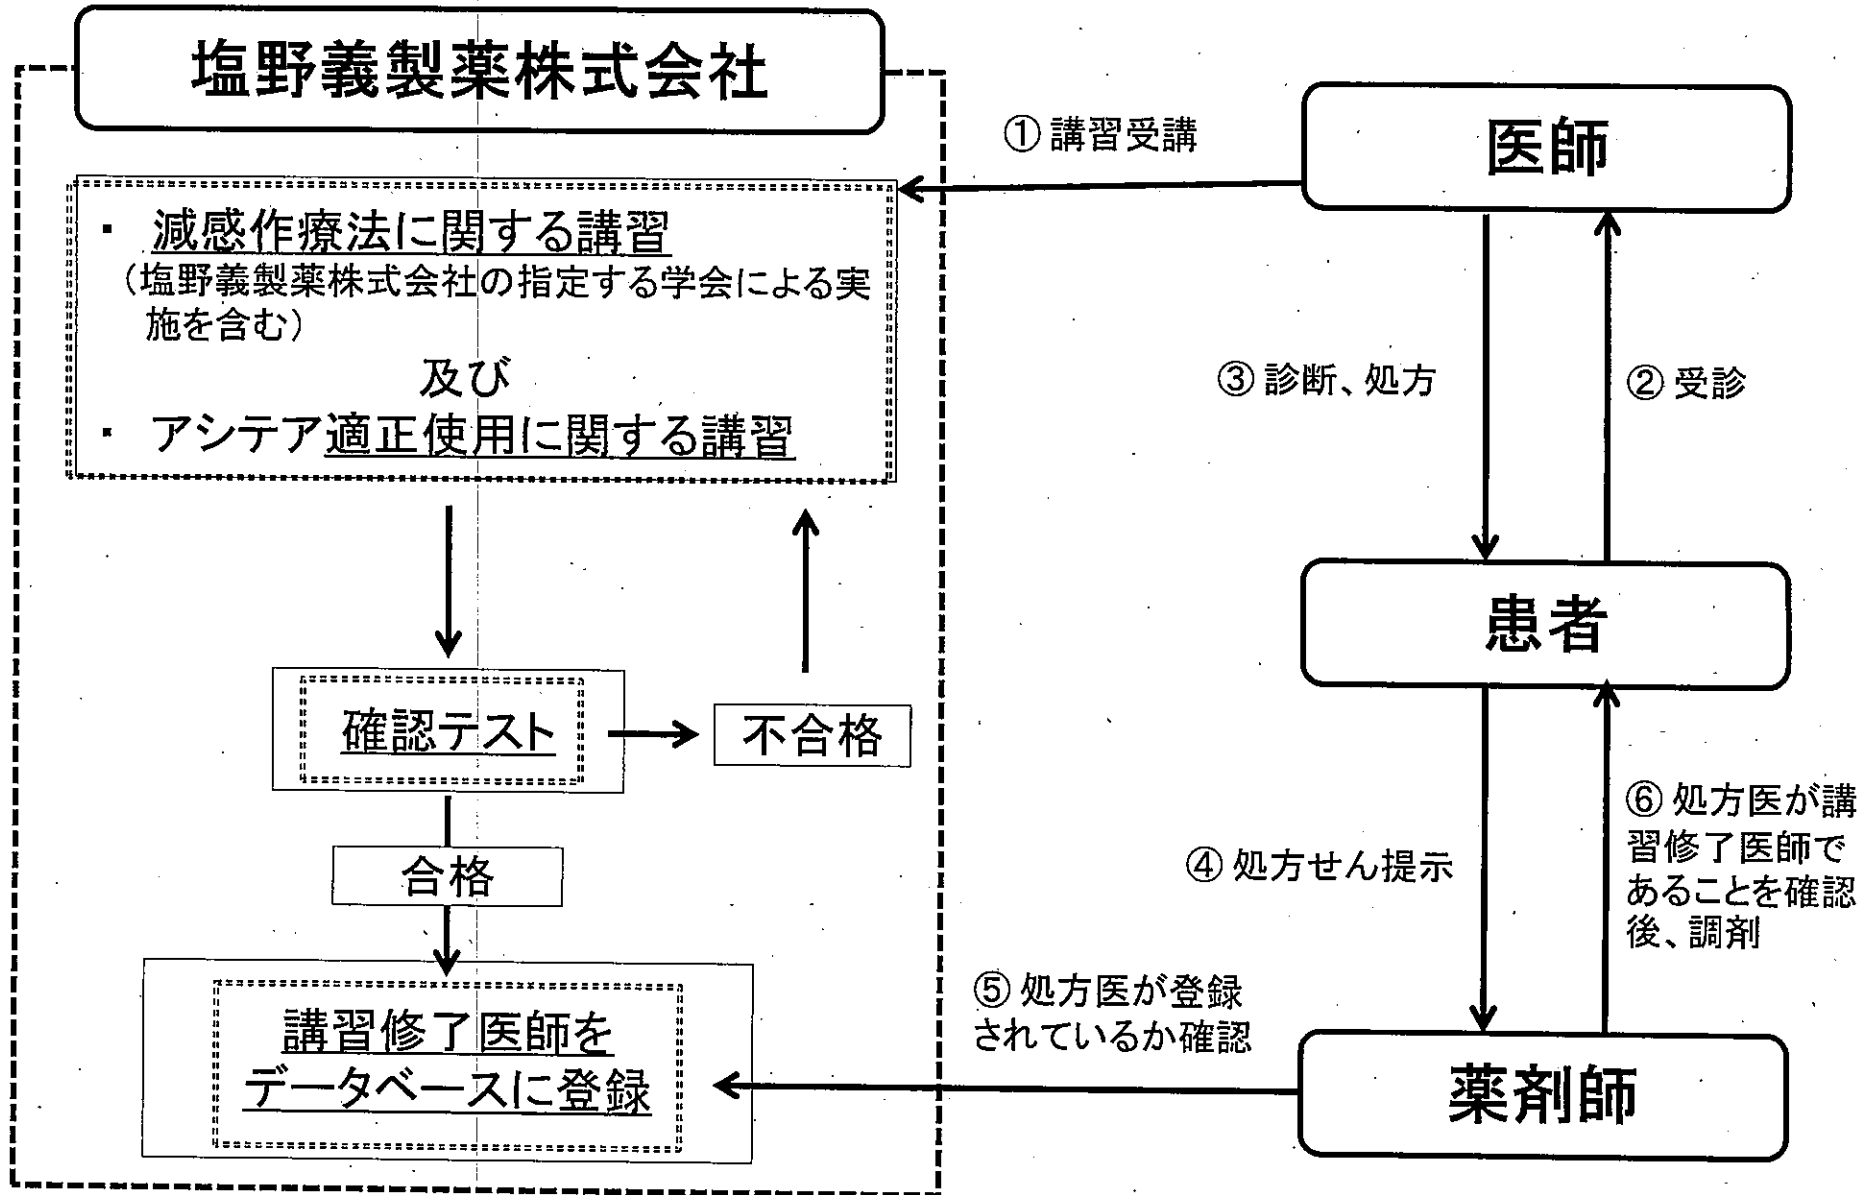 塩野義製薬株式会社
・ 減感作療法に関する講習
（塩野義製薬株式会社の指定する学会による実
施を含む）
及び
・ アシテア適正使用に関する講習
確認テスト
不合格
合格
講習修了医師を
データベースに登録
① 講習受講
医師
③ 診断、処方
② 受診
患者
④ 処方せん提示
⑥ 処方医が講
習修了医師で
あることを確認
後、調剤
⑤ 処方医が登録
されているか確認
薬剤師